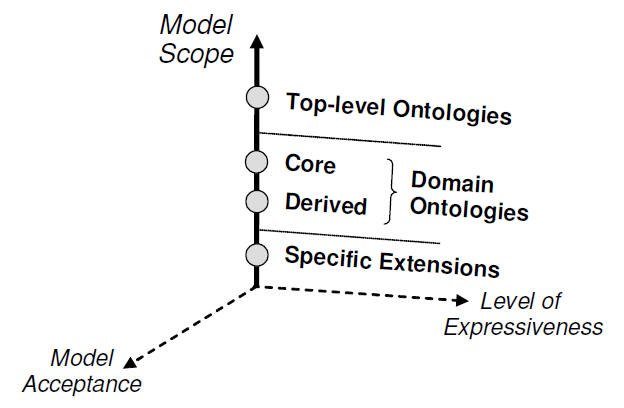 Model
Scope
Top-level Ontologies
Core
Derived
Domain
Ontologies
Specific Extensions
Level of
Expressiveness
Model
Acceptance